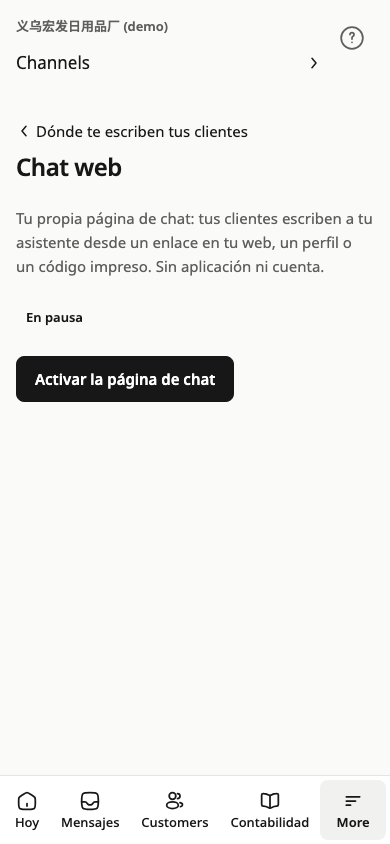 义乌宏发日用品厂 (demo)
Channels
Dónde te escriben tus clientes
Chat web
Tu propia página de chat: tus clientes escriben a tu
asistente desde un enlace en tu web, un perfil o
un código impreso. Sin aplicación ni cuenta.
En pausa
Activar la página de chat
Hoy
Mensajes
Customers
Contabilidad
More